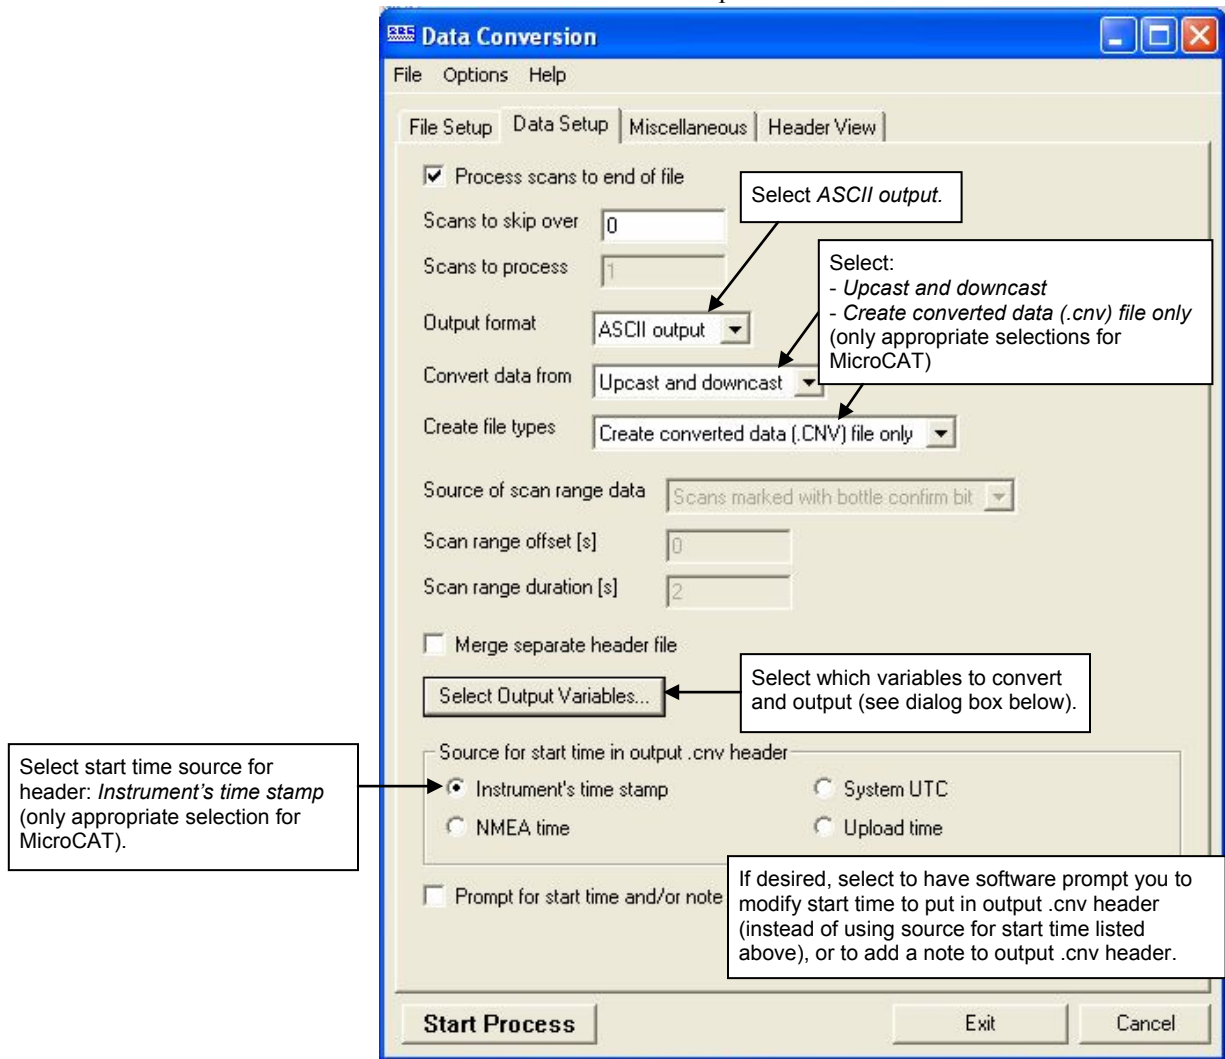 Data Conversion
File Options Help
File Setup Data Setup Miscellaneous Header View
Process scans to end of file
Select ASCII output.
Scans to skip over 0
Scans to process 1
Select:
- Upcast and downcast
- Create converted data (.cnv) file only
(only appropriate selections for
MicroCAT)
Output format ASCII output
Convert data from Upcast and downcast
Create file types Create converted data (.CNV) file only
Source of scan range data Scans marked with bottle confirm bit
Scan range offset [s] 0
Scan range duration [s] 2
Merge separate header file
Select Output Variables...
Select which variables to convert
and output (see dialog box below).
Source for start time in output .cnv header
Select start time source for
header: Instrument's time stamp
(only appropriate selection for
MicroCAT).
Instrument's time stamp System UTC
NMEA time Upload time
Prompt for start time and/or note
If desired, select to have software prompt you to
modify start time to put in output .cnv header
(instead of using source for start time listed
above), or to add a note to output .cnv header.
Start Process Exit Cancel